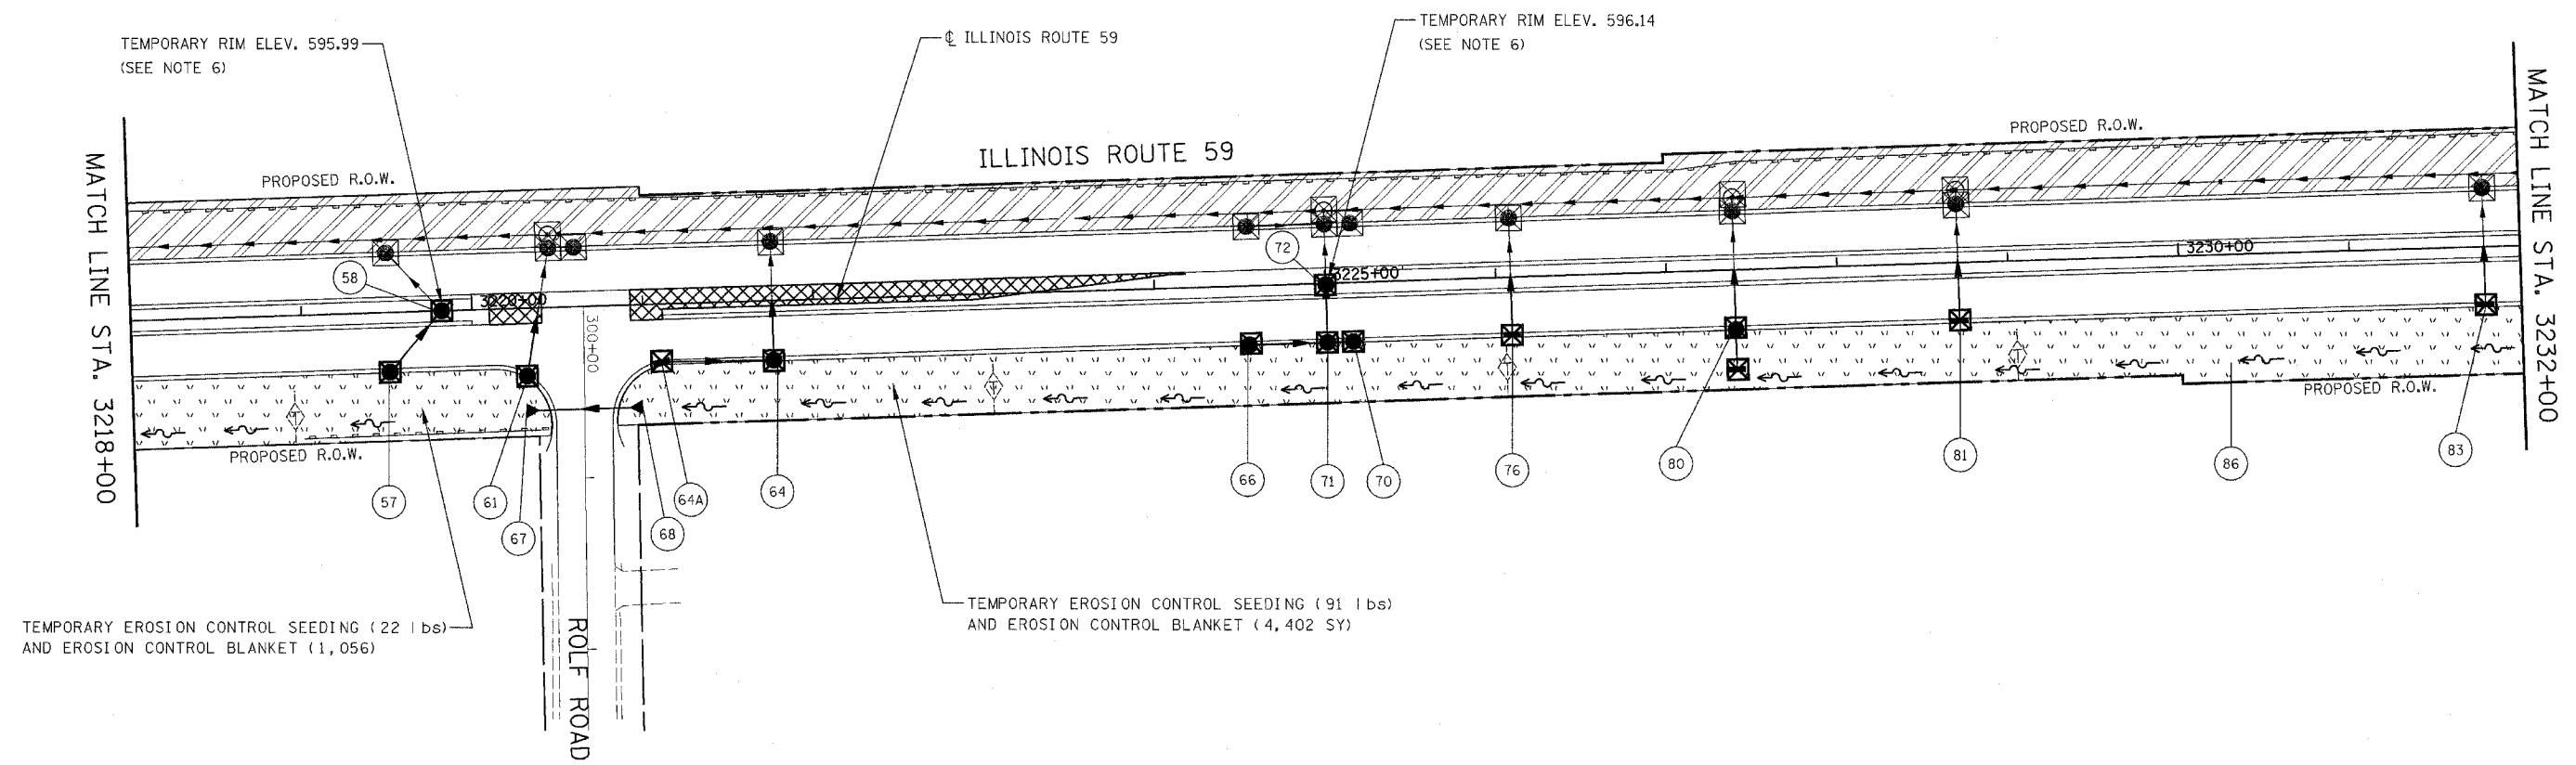 TEMPORARY RIM ELEV. 595.99
(SEE NOTE 6)
℄ ILLINOIS ROUTE 59
TEMPORARY RIM ELEV. 596.14
(SEE NOTE 6)
MATCH LINE STA. 3218+00
PROPOSED R.O.W.
ILLINOIS ROUTE 59
PROPOSED R.O.W.
MATCH LINE STA. 3232+00
58
3220+00
72
3225+00
3230+00
300+00
T
T
T
T
PROPOSED R.O.W.
PROPOSED R.O.W.
57
61
67
64A
68
64
66
71
70
76
80
81
86
83
TEMPORARY EROSION CONTROL SEEDING (22 lbs)
AND EROSION CONTROL BLANKET (1,056)
TEMPORARY EROSION CONTROL SEEDING (91 lbs)
AND EROSION CONTROL BLANKET (4,402 SY)
ROLF ROAD